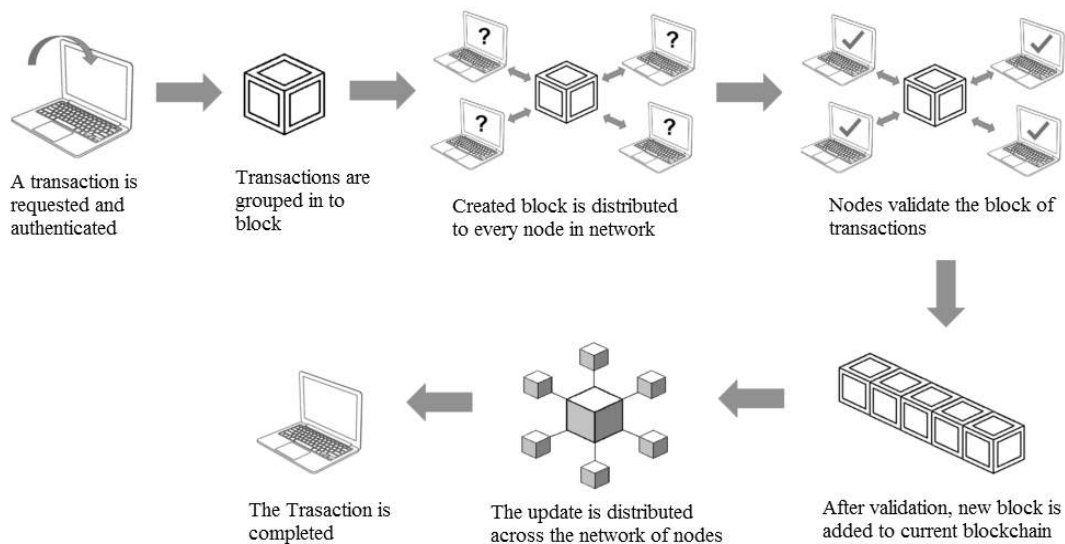 ?
?
?
?
A transaction is
requested and
authenticated
Transactions are
grouped in to
block
Created block is distributed
to every node in network
Nodes validate the block of
transactions
The Trasaction is
completed
The update is distributed
across the network of nodes
After validation, new block is
added to current blockchain